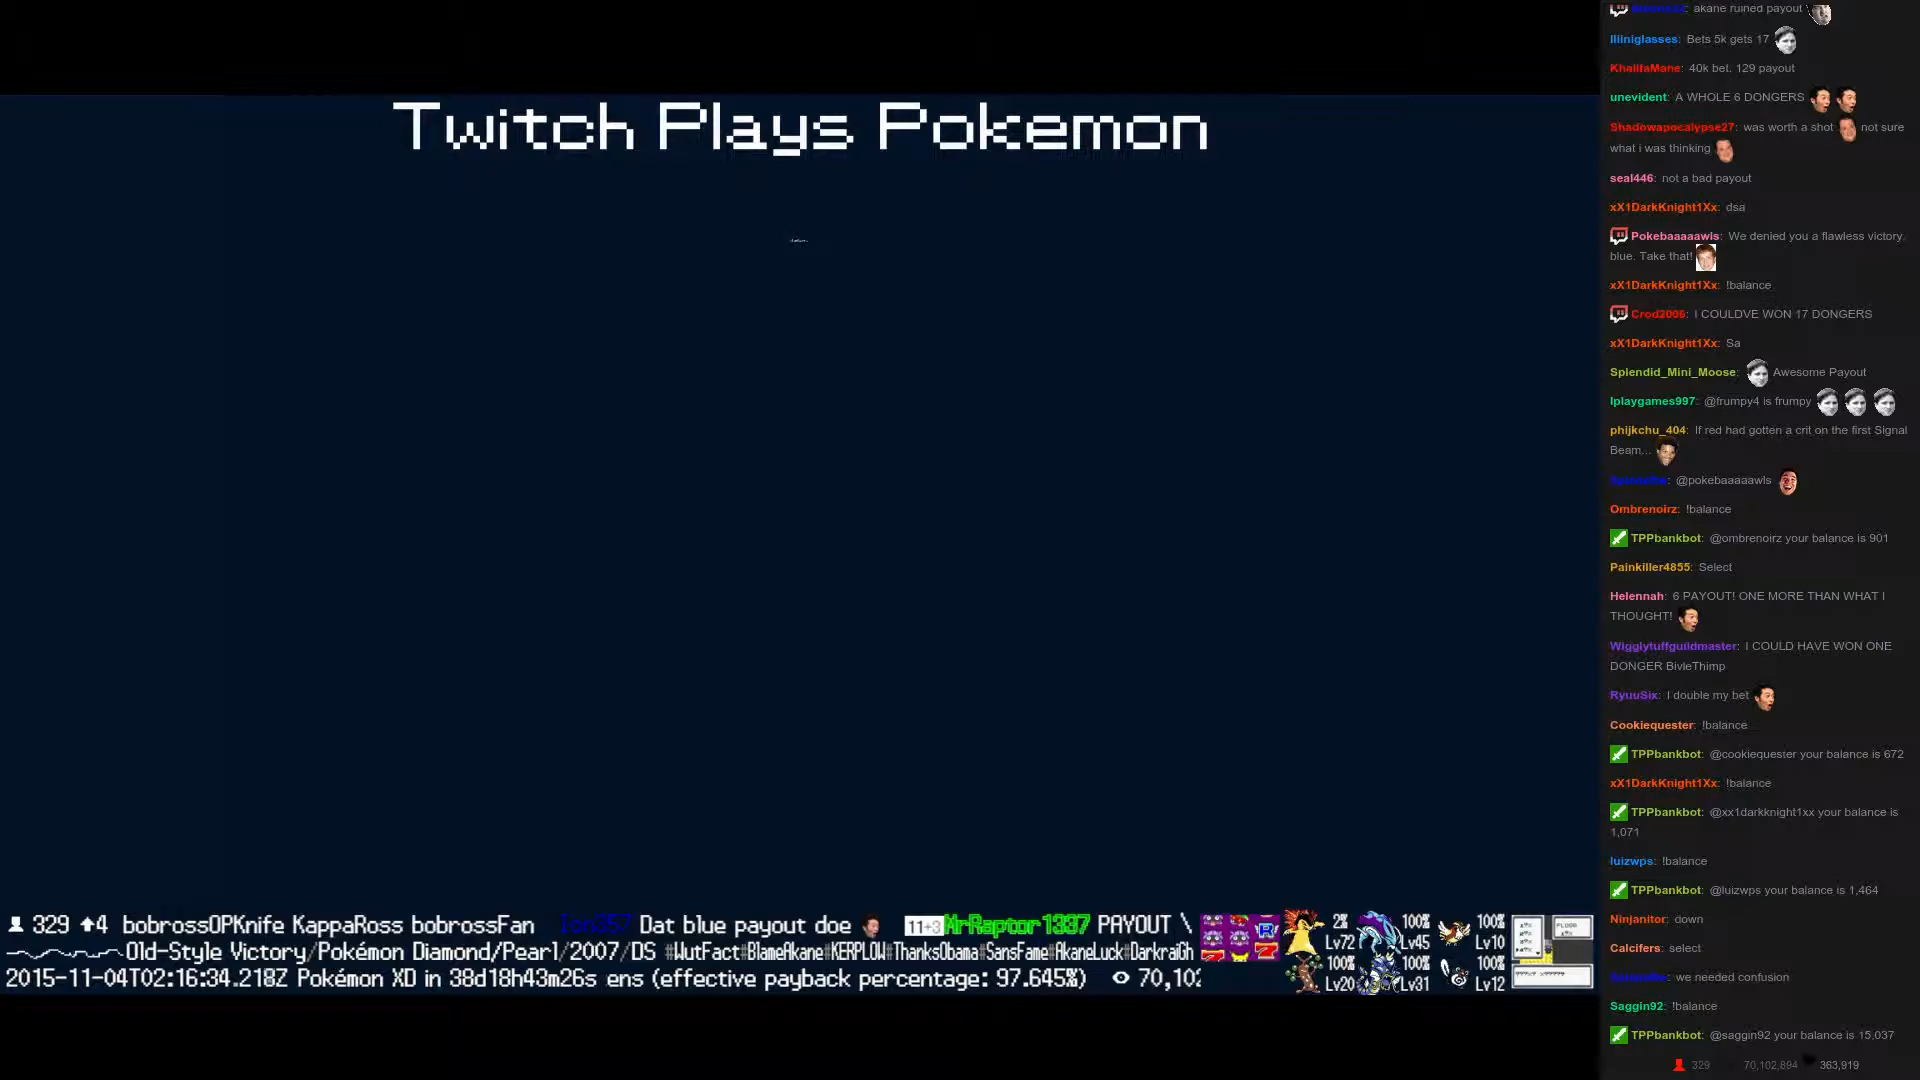 Twitch Plays Pokemon
329 4 bobrossOPKnife KappaRoss bobrossFan Ion357 Dat blue payout doe 11+3 MrRaptor1337 PAYOUT \
Old-Style Victory/Pokémon Diamond/Pearl/2007/DS #WutFact#BlameAkane#KERPLOW#ThanksObama#SansFame#AkaneLuck#DarkraiGh
2015-11-04T02:16:34.218Z Pokémon XD in 38d18h43m26s ens (effective payback percentage: 97.645%) 70,102
2% Lv72 100% Lv45 100% Lv10
100% Lv20 100% Lv31 100% Lv12
akane ruined payout
lliiniglasses: Bets 5k gets 17
KhalifaMane: 40k bet. 129 payout
unevident: A WHOLE 6 DONGERS
Shadowapocalypse27: was worth a shot not sure
what i was thinking
seal446: not a bad payout
xX1DarkKnight1Xx: dsa
Pokebaaaaawls: We denied you a flawless victory,
blue. Take that!
xX1DarkKnight1Xx: !balance
Crod2006: I COULDVE WON 17 DONGERS
xX1DarkKnight1Xx: Sa
Splendid_Mini_Moose: Awesome Payout
Iplaygames997: @frumpy4 is frumpy
phijkchu_404: If red had gotten a crit on the first Signal
Beam...
@pokebaaaaawls
Ombrenoirz: !balance
TPPbankbot: @ombrenoirz your balance is 901
Painkiller4855: Select
Helennah: 6 PAYOUT! ONE MORE THAN WHAT I
THOUGHT!
Wigglytuffguildmaster: I COULD HAVE WON ONE
DONGER BivleThimp
RyuuSix: I double my bet
Cookiequester: !balance
TPPbankbot: @cookiequester your balance is 672
xX1DarkKnight1Xx: !balance
TPPbankbot: @xx1darkknight1xx your balance is
1,071
luizwps: !balance
TPPbankbot: @luizwps your balance is 1,464
Ninjanitor: down
Calcifers: select
we needed confusion
Saggin92: !balance
TPPbankbot: @saggin92 your balance is 15,037
329 70,102,894 363,919